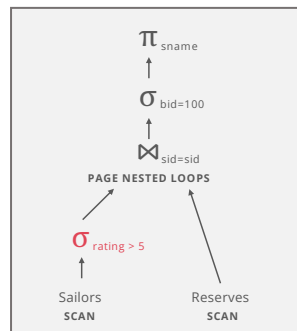 π sname
σ bid=100
⋈ sid=sid
PAGE NESTED LOOPS
σ rating > 5
Sailors Reserves
SCAN SCAN